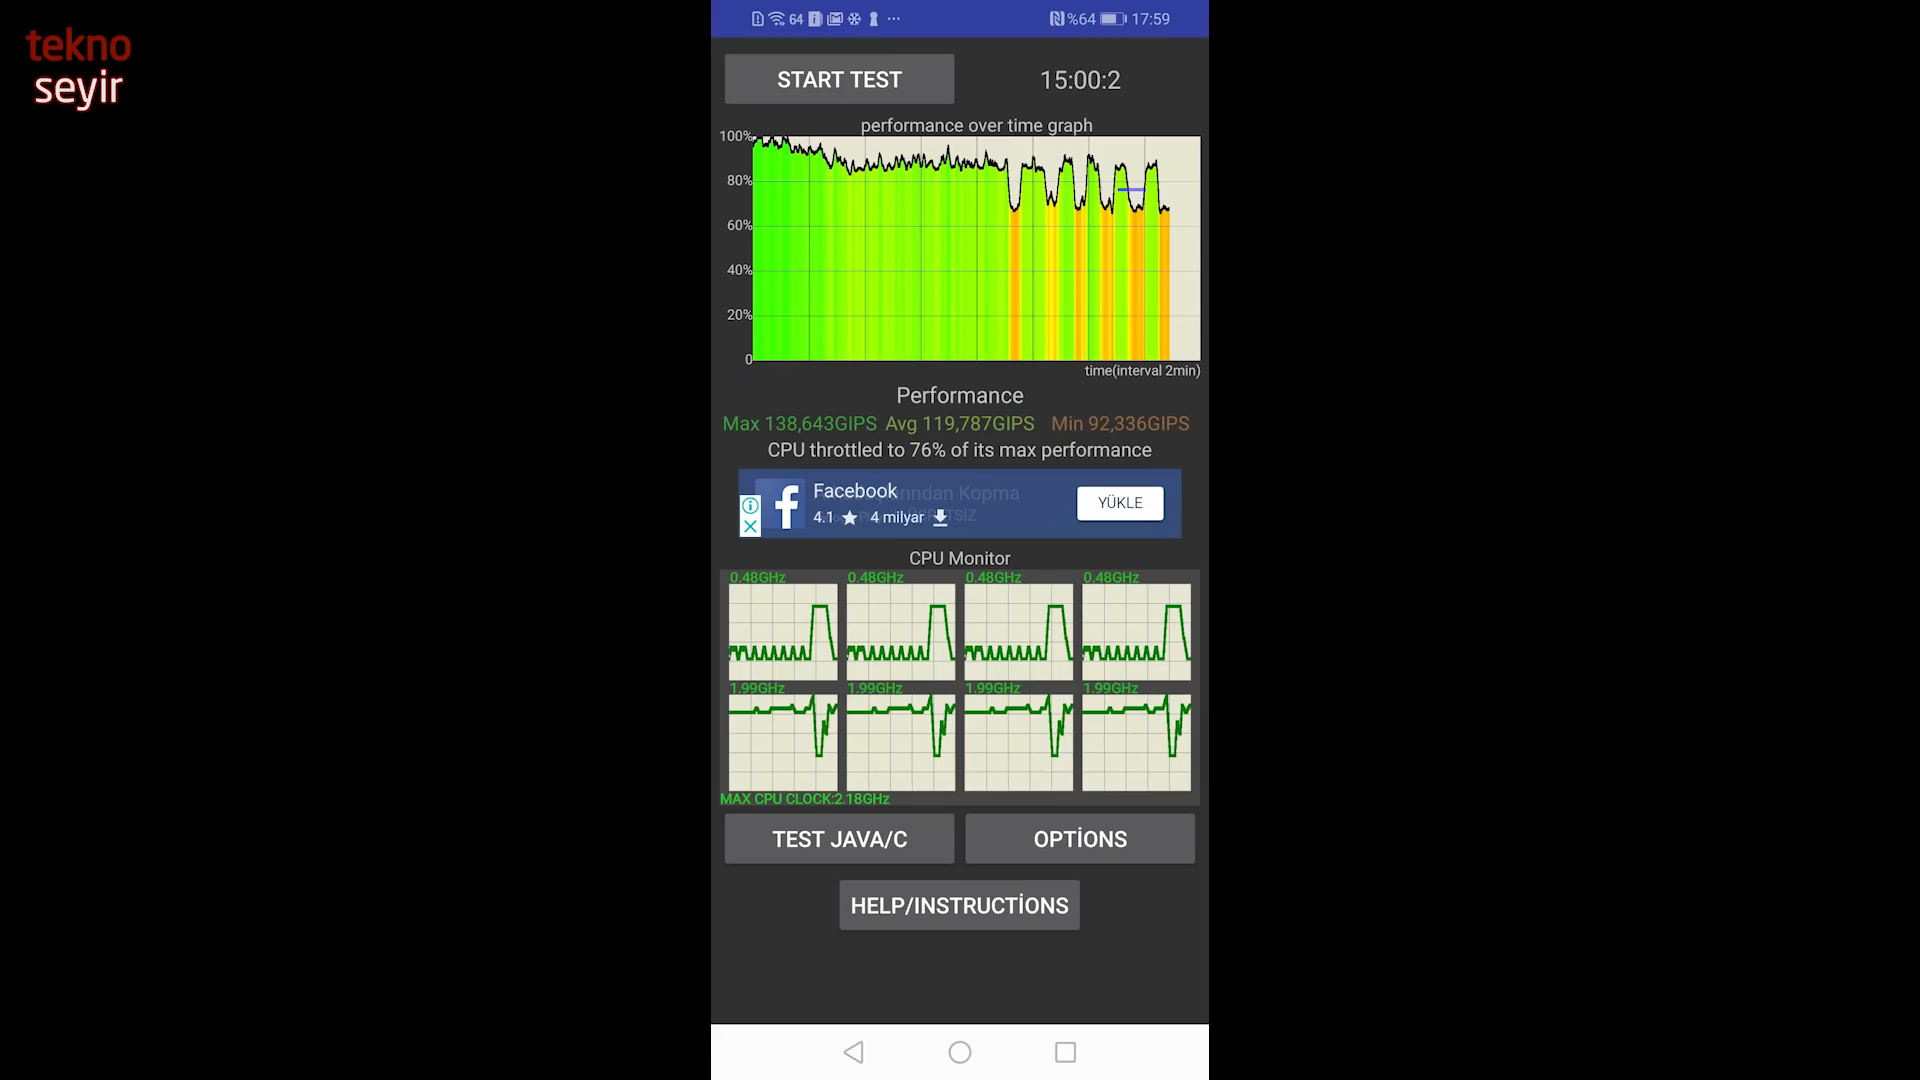 tekno
seyir
64 %64 17:59
START TEST 15:00:2
performance over time graph
100%
80%
60%
40%
20%
0
time(interval 2min)
Performance
Max 138,643GIPS Avg 119,787GIPS Min 92,336GIPS
CPU throttled to 76% of its max performance
Facebook
4.1 ★ 4 milyar
YÜKLE
CPU Monitor
0.48GHz 0.48GHz 0.48GHz 0.48GHz
1.99GHz 1.99GHz 1.99GHz 1.99GHz
MAX CPU CLOCK:2.18GHz
TEST JAVA/C OPTİONS
HELP/INSTRUCTİONS